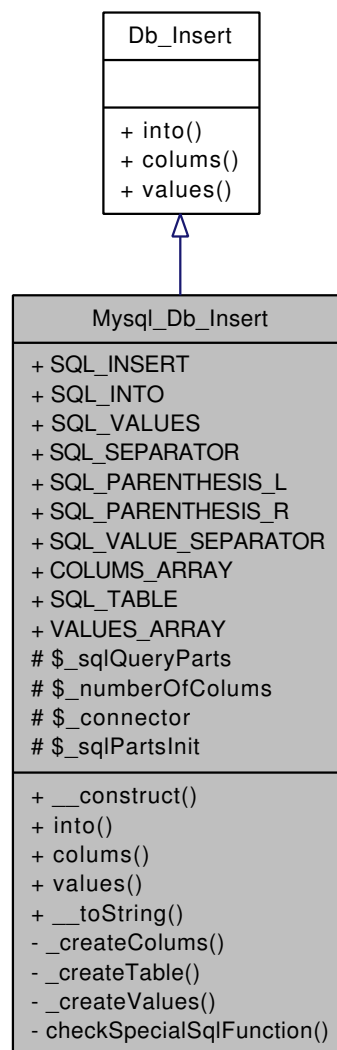 Db_Insert
+ into()
+ colums()
+ values()
Mysql_Db_Insert
+ SQL_INSERT
+ SQL_INTO
+ SQL_VALUES
+ SQL_SEPARATOR
+ SQL_PARENTHESIS_L
+ SQL_PARENTHESIS_R
+ SQL_VALUE_SEPARATOR
+ COLUMS_ARRAY
+ SQL_TABLE
+ VALUES_ARRAY
# $_sqlQueryParts
# $_numberOfColums
# $_connector
# $_sqlPartsInit
+ __construct()
+ into()
+ colums()
+ values()
+ __toString()
- _createColums()
- _createTable()
- _createValues()
- checkSpecialSqlFunction()